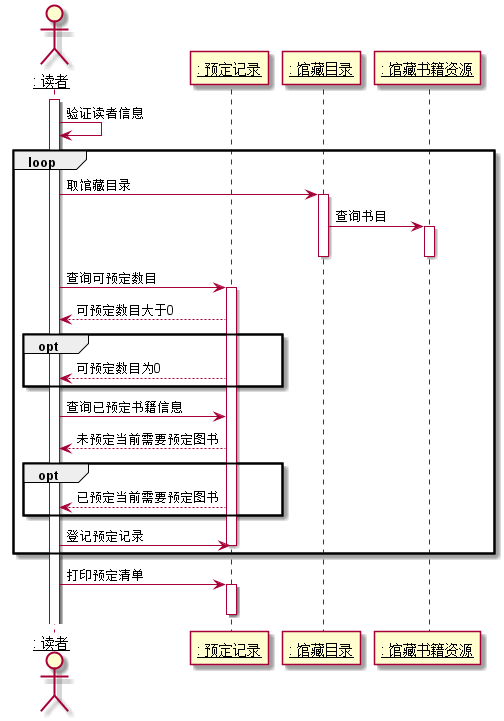 : 读者
: 预定记录
: 馆藏目录
: 馆藏书籍资源
验证读者信息
loop
取馆藏目录
查询书目
查询可预定数目
可预定数目大于0
opt
可预定数目为0
查询已预定书籍信息
未预定当前需要预定图书
opt
已预定当前需要预定图书
登记预定记录
打印预定清单
: 读者
: 预定记录
: 馆藏目录
: 馆藏书籍资源